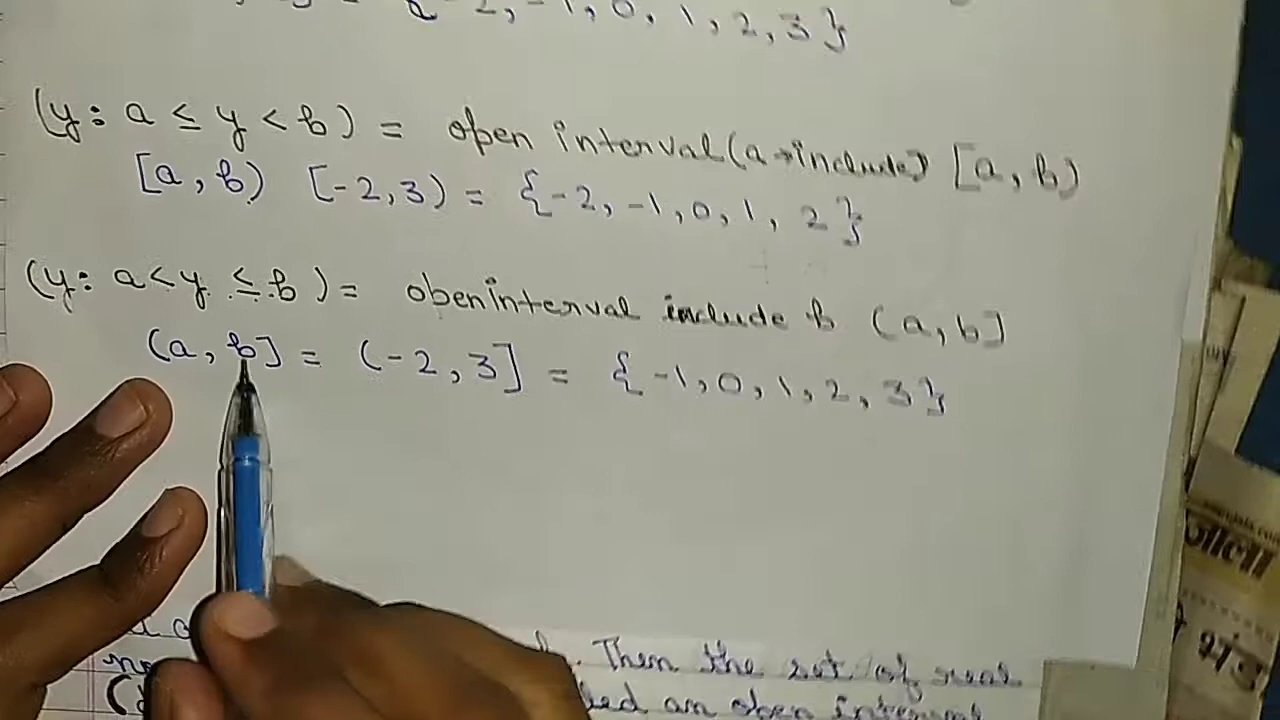 {-2, -1, 0, 1, 2, 3}
(y: a ≤ y < b) = open interval (a→include) [a, b)
[a, b) [-2, 3) = {-2, -1, 0, 1, 2}
(y: a < y ≤ b) = obeninterval include b (a, b]
(a, b] = (-2, 3] = {-1, 0, 1, 2, 3}
Then the set of real
an open interval